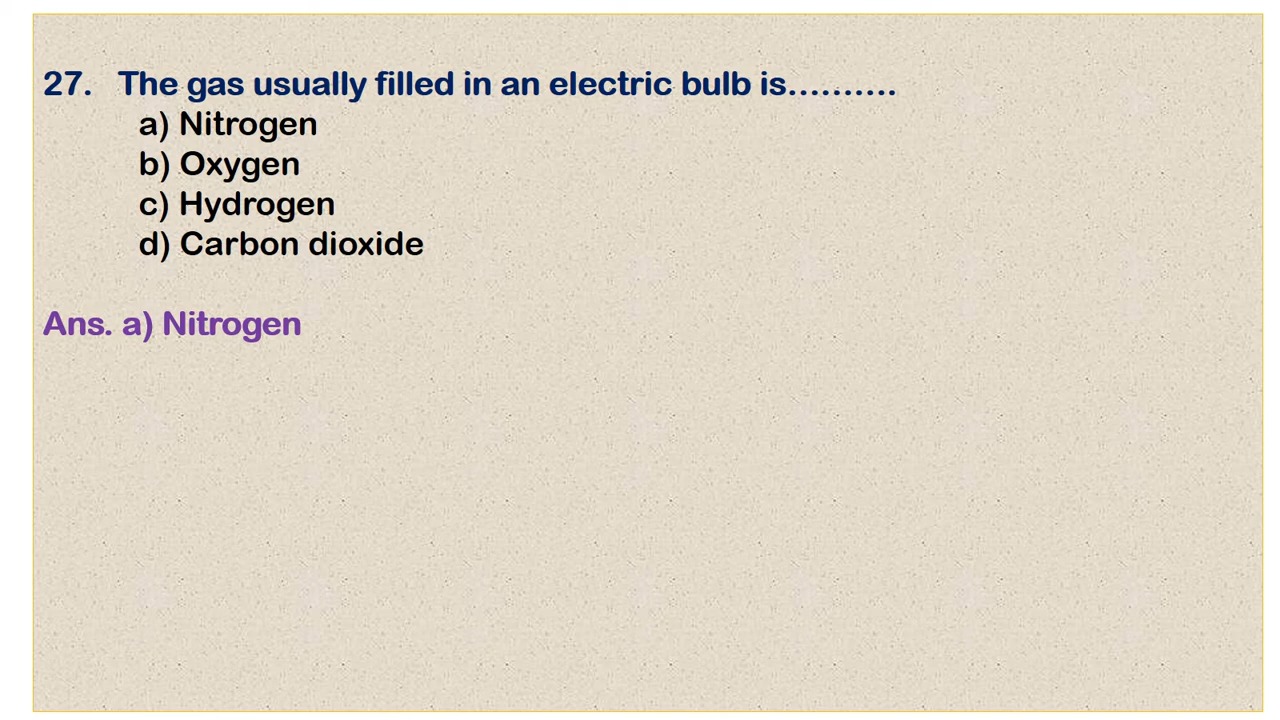 27. The gas usually filled in an electric bulb is..........
a) Nitrogen
b) Oxygen
c) Hydrogen
d) Carbon dioxide
Ans. a) Nitrogen